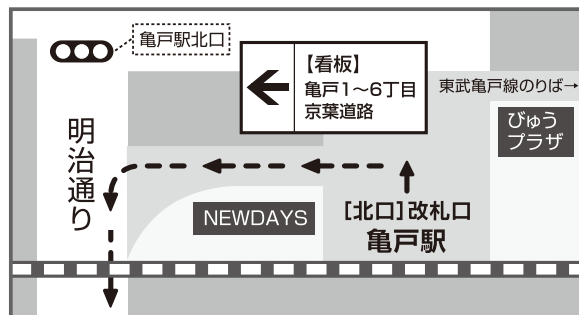 亀戸駅北口
【看板】
亀戸1～6丁目
京葉道路
東武亀戸線のりば→
びゅう
プラザ
明治通り
NEWDAYS
［北口］改札口
亀戸駅